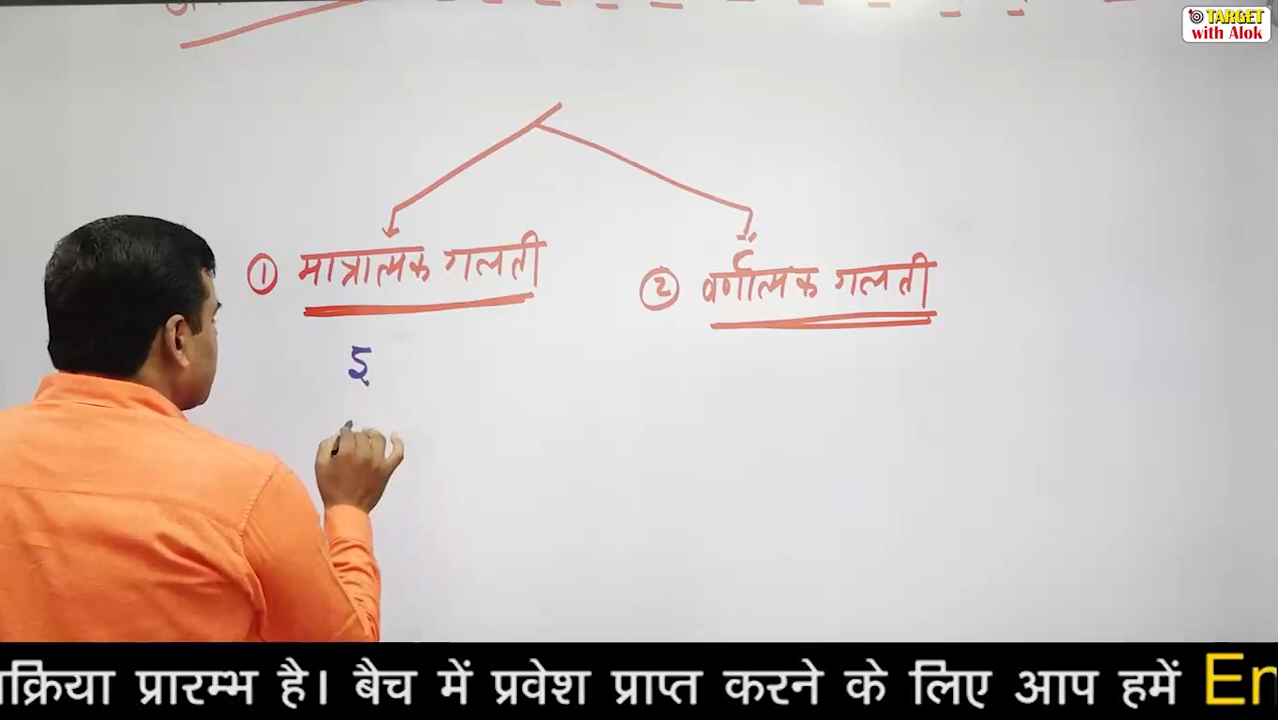 TARGET
with Alok
① मात्रात्मक गलती
② वर्णात्मक गलती
इ
क्रिया प्रारम्भ है। बैच में प्रवेश प्राप्त करने के लिए आप हमें En